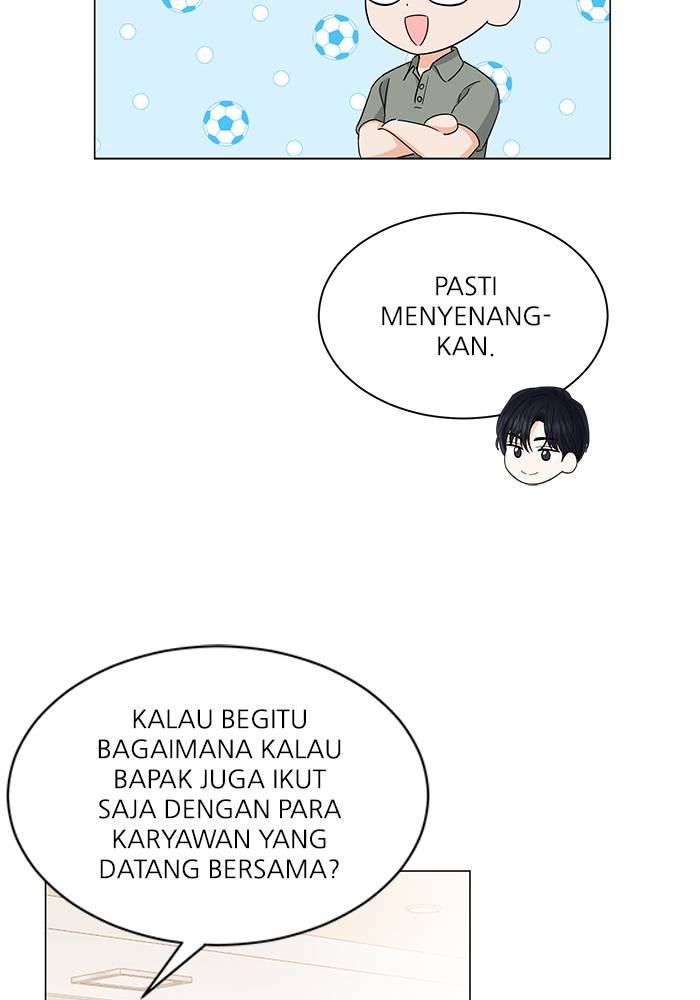 PASTI
MENYENANG-
KAN.
KALAU BEGITU
BAGAIMANA KALAU
BAPAK JUGA IKUT
SAJA DENGAN PARA
KARYAWAN YANG
DATANG BERSAMA?